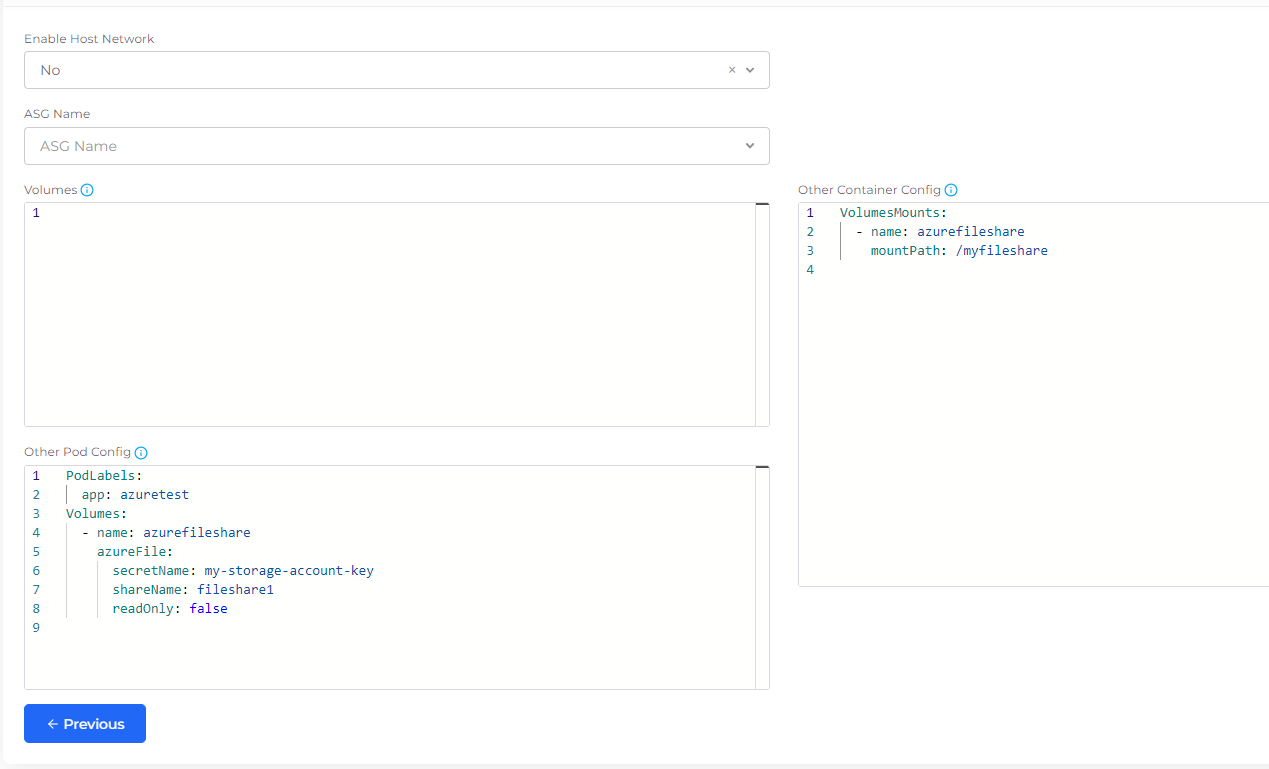 Enable Host Network
No
ASG Name
ASG Name
Volumes
1
Other Container Config
1 VolumesMounts:
2 - name: azurefileshare
3 mountPath: /myfileshare
4
Other Pod Config
1 PodLabels:
2 app: azuretest
3 Volumes:
4 - name: azurefileshare
5 azureFile:
6 secretName: my-storage-account-key
7 shareName: fileshare1
8 readOnly: false
9
← Previous